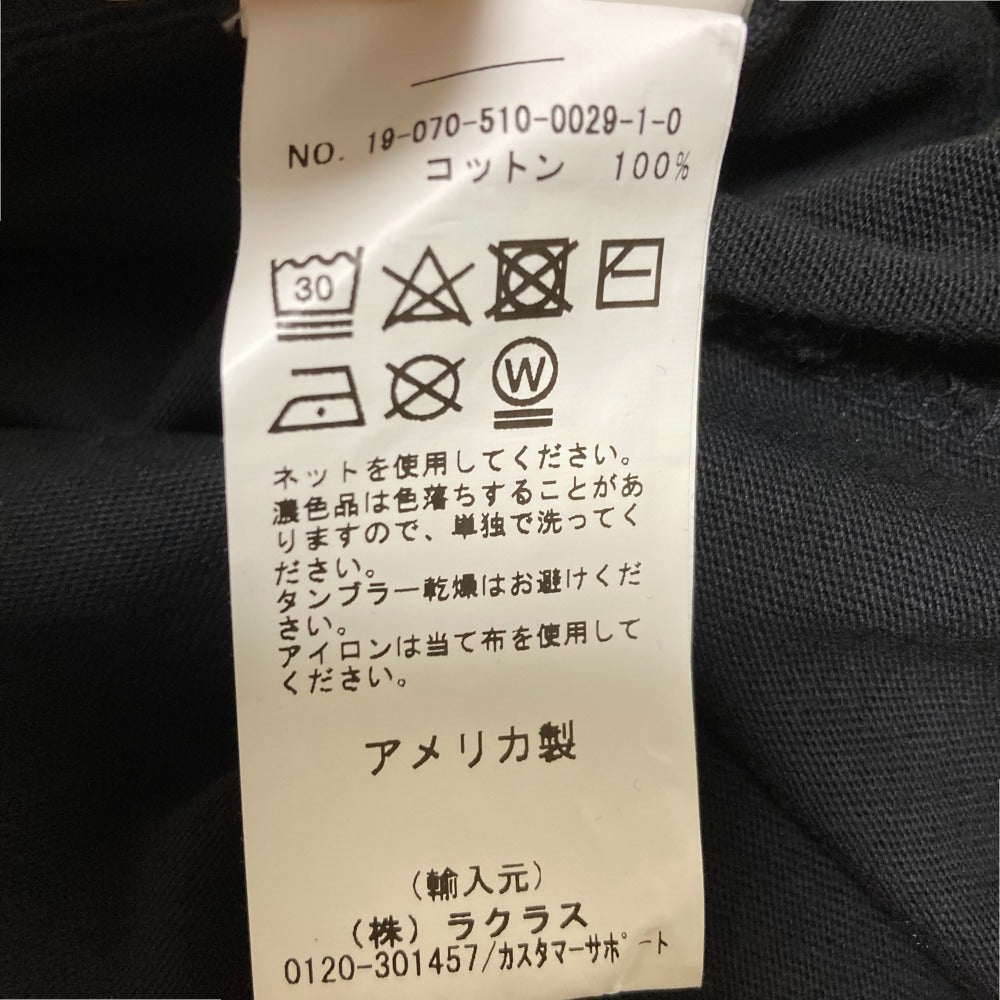 NO. 19-070-510-0029-1-0
コットン 100%
30
W
ネットを使用してください。
濃色品は色落ちすることがあ
りますので、単独で洗ってく
ださい。
タンブラー乾燥はお避けくだ
さい。
アイロンは当て布を使用して
ください。
アメリカ製
(輸入元)
(株) ラクラス
0120-301457/カスタマーサポート